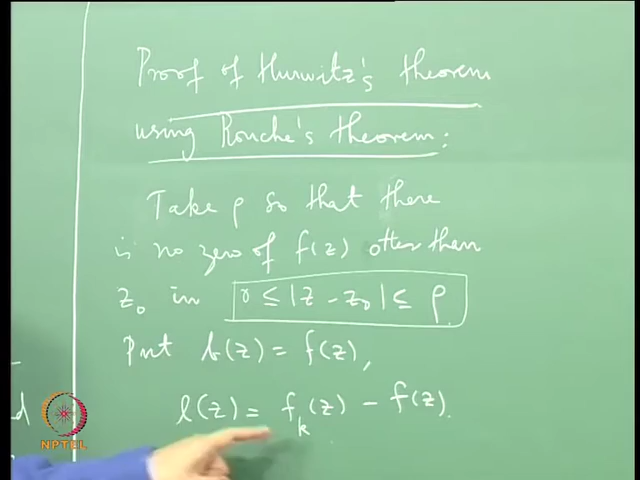 Proof of Hurwitz's theorem
using Rouche's theorem:
Take ρ so that there
is no zero of f(z) other than
z₀ in 0 ≤ |z - z₀| ≤ ρ.
Put b(z) = f(z),
l(z) = fₖ(z) - f(z).
d
NPTEL